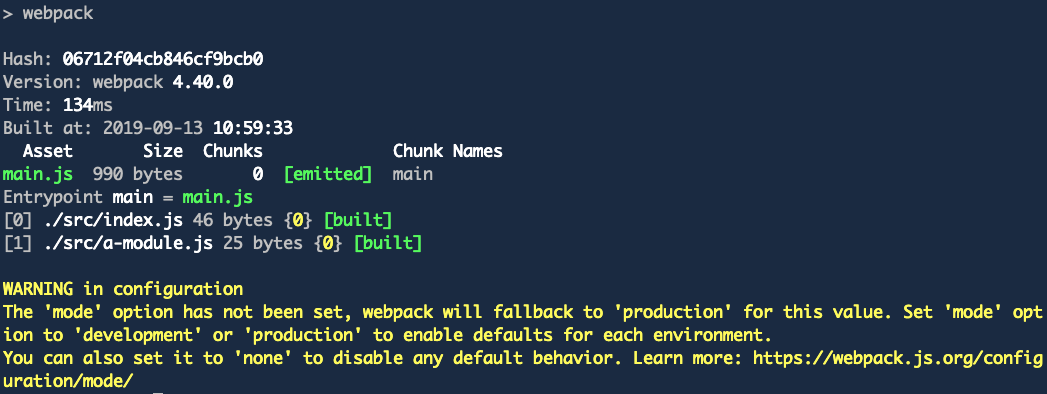 > webpack
Hash: 06712f04cb846cf9bcb0
Version: webpack 4.40.0
Time: 134ms
Built at: 2019-09-13 10:59:33
Asset Size Chunks Chunk Names
main.js 990 bytes 0 [emitted] main
Entrypoint main = main.js
[0] ./src/index.js 46 bytes {0} [built]
[1] ./src/a-module.js 25 bytes {0} [built]
WARNING in configuration
The 'mode' option has not been set, webpack will fallback to 'production' for this value. Set 'mode' opt
ion to 'development' or 'production' to enable defaults for each environment.
You can also set it to 'none' to disable any default behavior. Learn more: https://webpack.js.org/config
uration/mode/